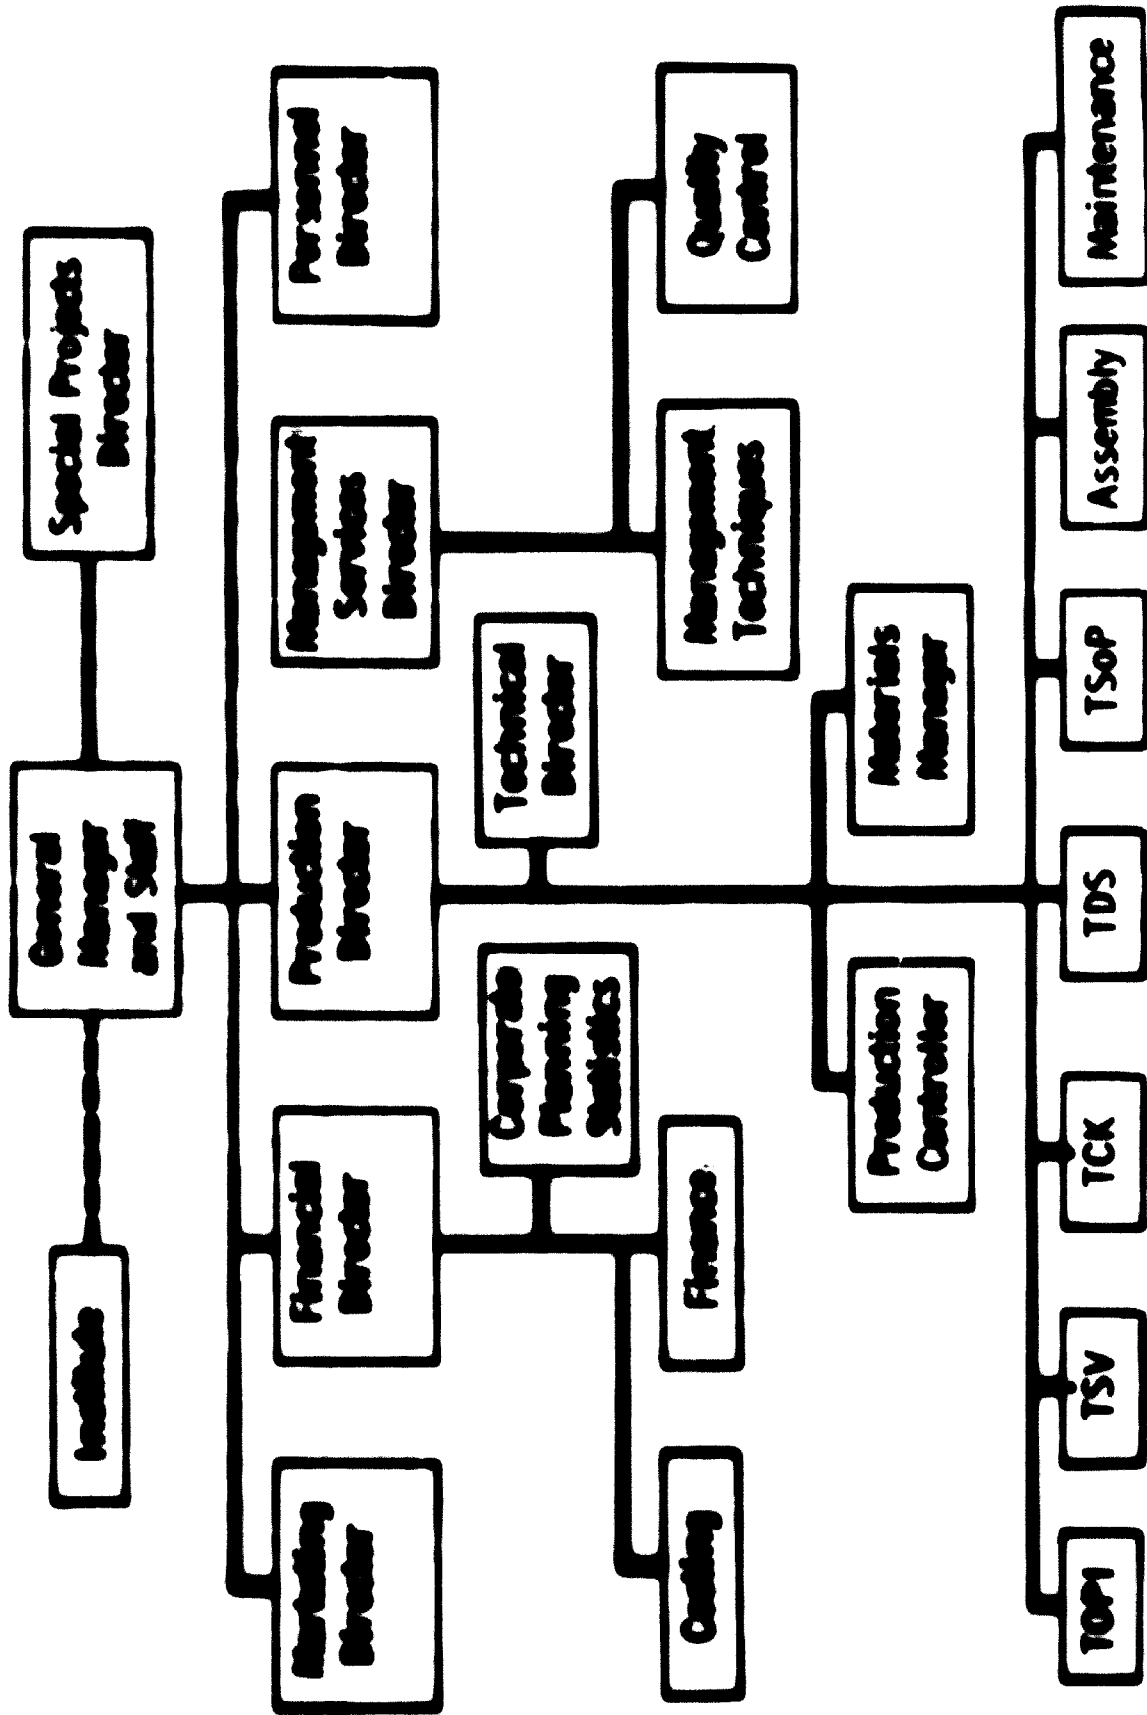 Institute
General
Manager
and Staff
Special Projects
Director
Marketing
Director
Financial
Director
Production
Director
Management
Services
Director
Personnel
Director
Corporate
Planning
Statistics
Technical
Director
Costing
Finance
Management
Techniques
Quality
Control
Production
Controller
Materials
Manager
TOP1
TSV
TCK
TDS
TSoP
Assembly
Maintenance